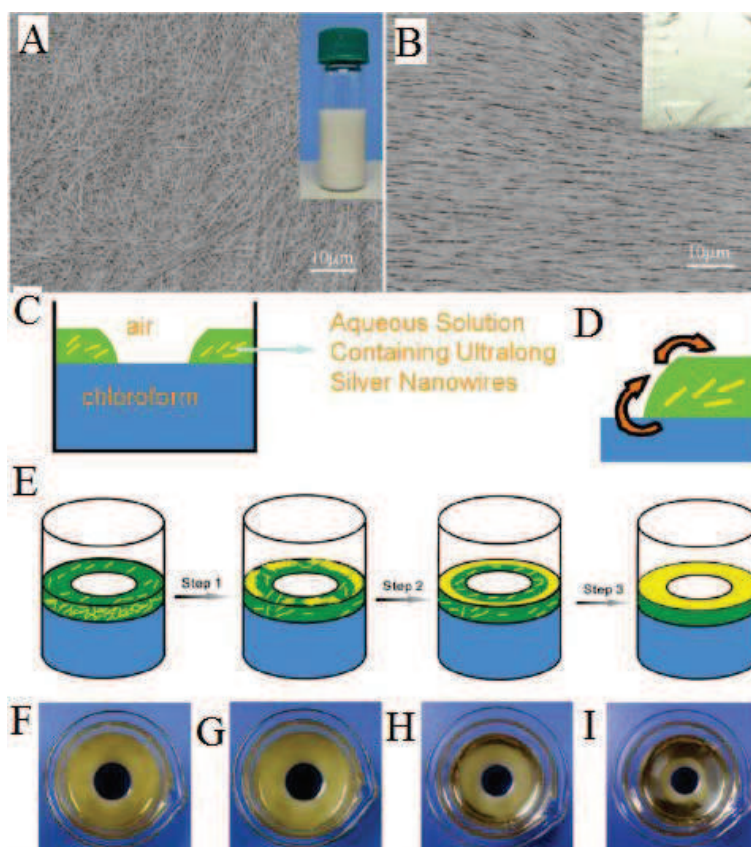 A
10μm
B
10μm
C
air
chloroform
Aqueous Solution
Containing Ultralong
Silver Nanowires
D
E
Step 1
Step 2
Step 3
F
G
H
I